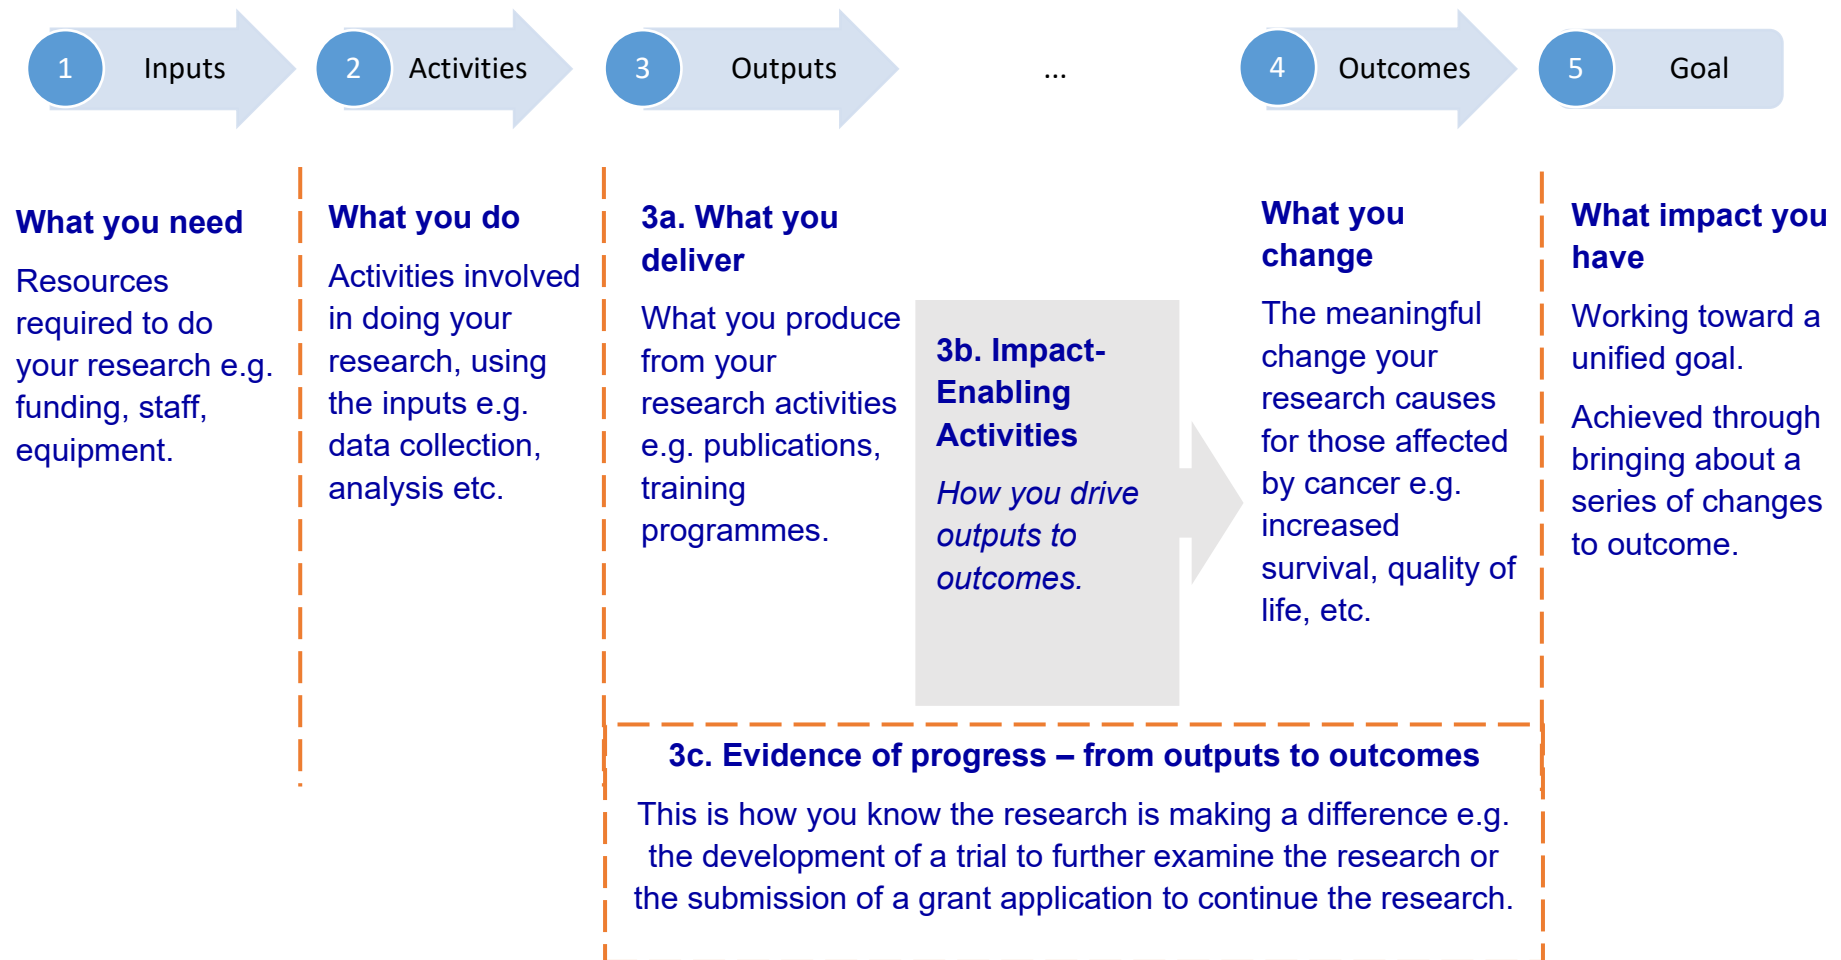 1 Inputs
2 Activities
3 Outputs
...
4 Outcomes
5 Goal
What you need
Resources
required to do
your research e.g.
funding, staff,
equipment.
What you do
Activities involved
in doing your
research, using
the inputs e.g.
data collection,
analysis etc.
3a. What you
deliver
What you produce
from your
research activities
e.g. publications,
training
programmes.
3b. Impact-
Enabling
Activities
How you drive
outputs to
outcomes.
What you
change
The meaningful
change your
research causes
for those affected
by cancer e.g.
increased
survival, quality of
life, etc.
What impact you
have
Working toward a
unified goal.
Achieved through
bringing about a
series of changes
to outcome.
3c. Evidence of progress – from outputs to outcomes
This is how you know the research is making a difference e.g.
the development of a trial to further examine the research or
the submission of a grant application to continue the research.